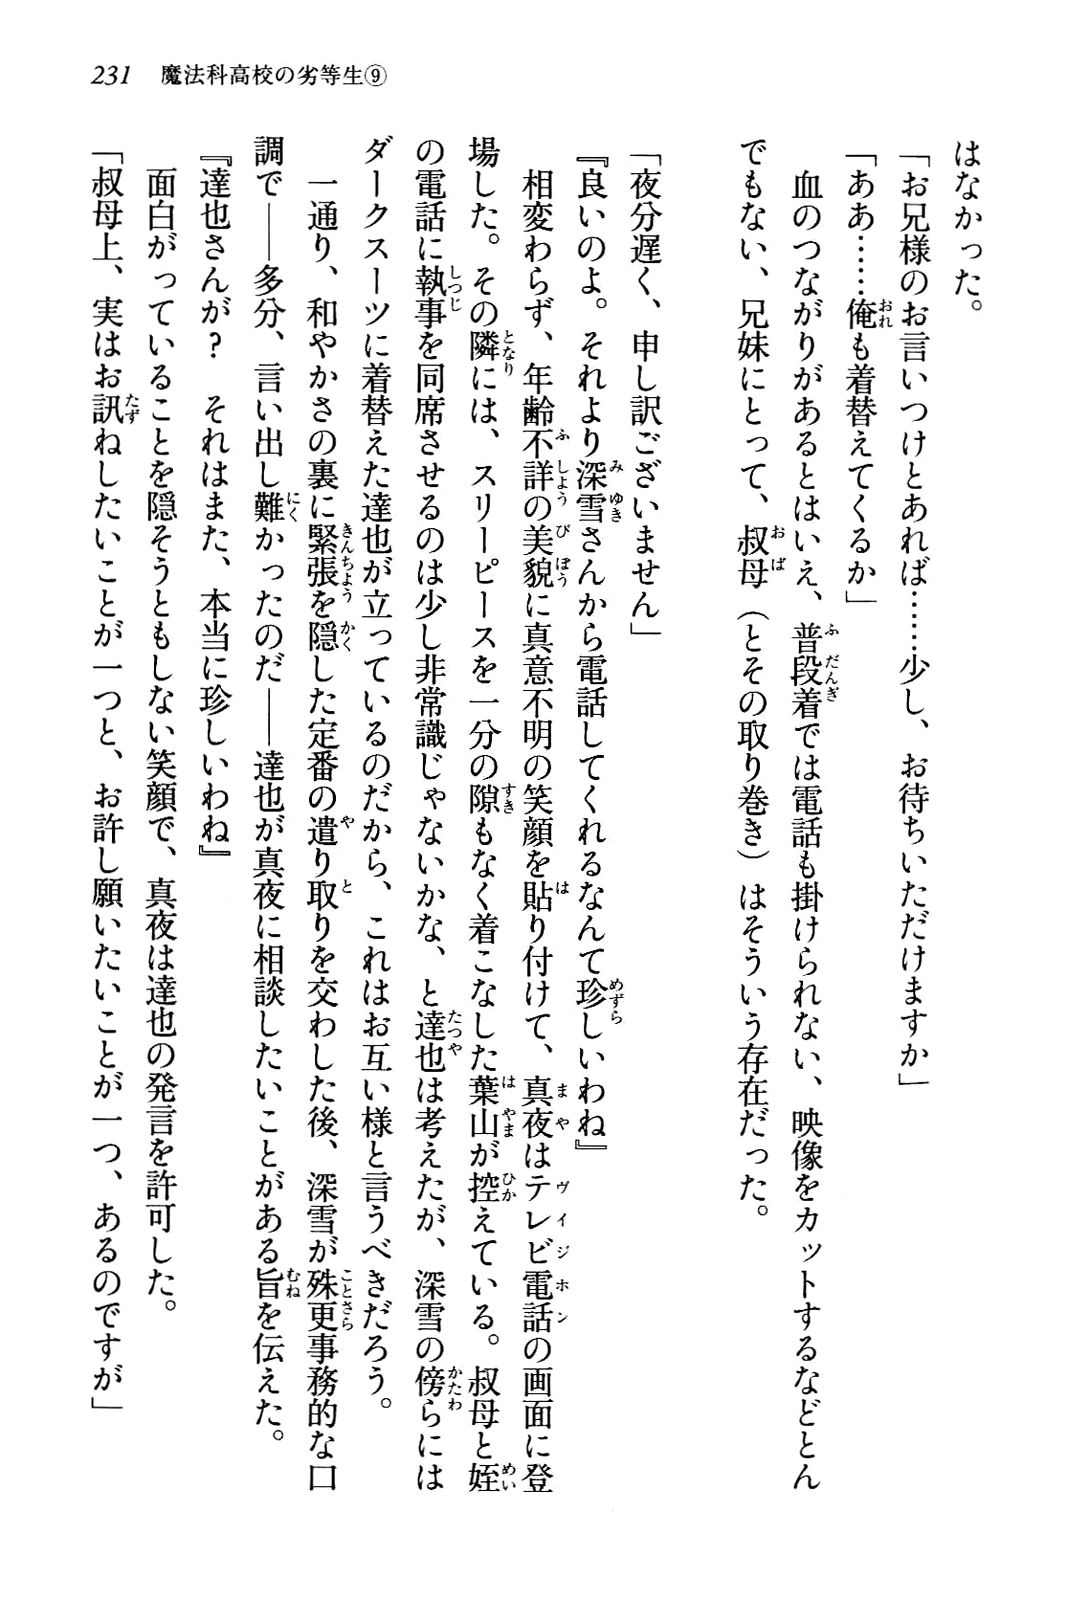 231　魔法科高校の劣等生⑨
はなかった。
「お兄様のお言いつけとあれば……少し、お待ちいただけますか」
「ああ……俺も着替えてくるか」
　血のつながりがあるとはいえ、普段着では電話も掛けられない、映像をカットするなどとん
でもない、兄妹にとって、叔母（とその取り巻き）はそういう存在だった。
「夜分遅く、申し訳ございません」
『良いのよ。それより深雪さんから電話してくれるなんて珍しいわね』
　相変わらず、年齢不詳の美貌に真意不明の笑顔を貼り付けて、真夜はテレビ電話の画面に登
場した。その隣には、スリーピースを一分の隙もなく着こなした葉山が控えている。叔母と姪
の電話に執事を同席させるのは少し非常識じゃないかな、と達也は考えたが、深雪の傍らには
ダークスーツに着替えた達也が立っているのだから、これはお互い様と言うべきだろう。
　一通り、和やかさの裏に緊張を隠した定番の遣り取りを交わした後、深雪が殊更事務的な口
調で――多分、言い出し難かったのだ――達也が真夜に相談したいことがある旨を伝えた。
『達也さんが？　それはまた、本当に珍しいわね』
　面白がっていることを隠そうともしない笑顔で、真夜は達也の発言を許可した。
「叔母上、実はお訊ねしたいことが一つと、お許し願いたいことが一つ、あるのですが」